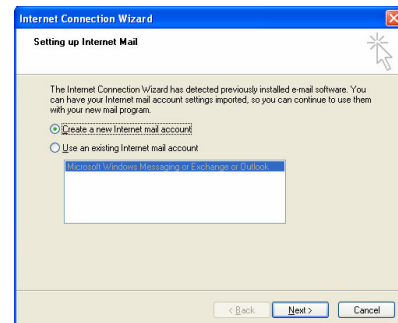 Internet Connection Wizard
Setting up Internet Mail
The Internet Connection Wizard has detected previously installed e-mail software. You
can have your Internet mail account settings imported, so you can continue to use them
with your new mail program.
Create a new Internet mail account
Use an existing Internet mail account
Microsoft Windows Messaging or Exchange or Outlook
< Back
Next >
Cancel